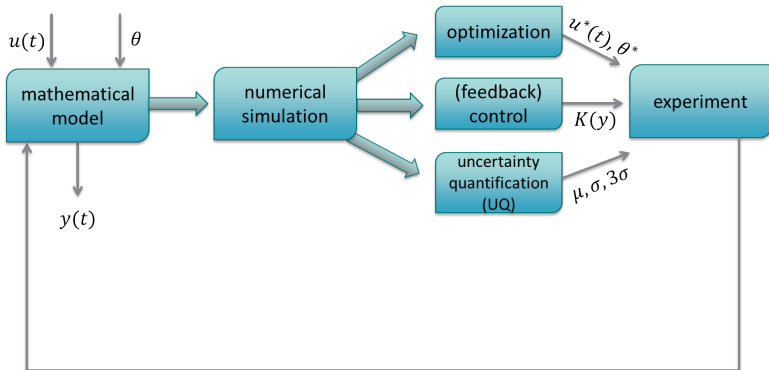 u(t)
θ
mathematical
model
y(t)
numerical
simulation
optimization
(feedback)
control
uncertainty
quantification
(UQ)
u*(t), θ*
K(y)
μ, σ, 3σ
experiment